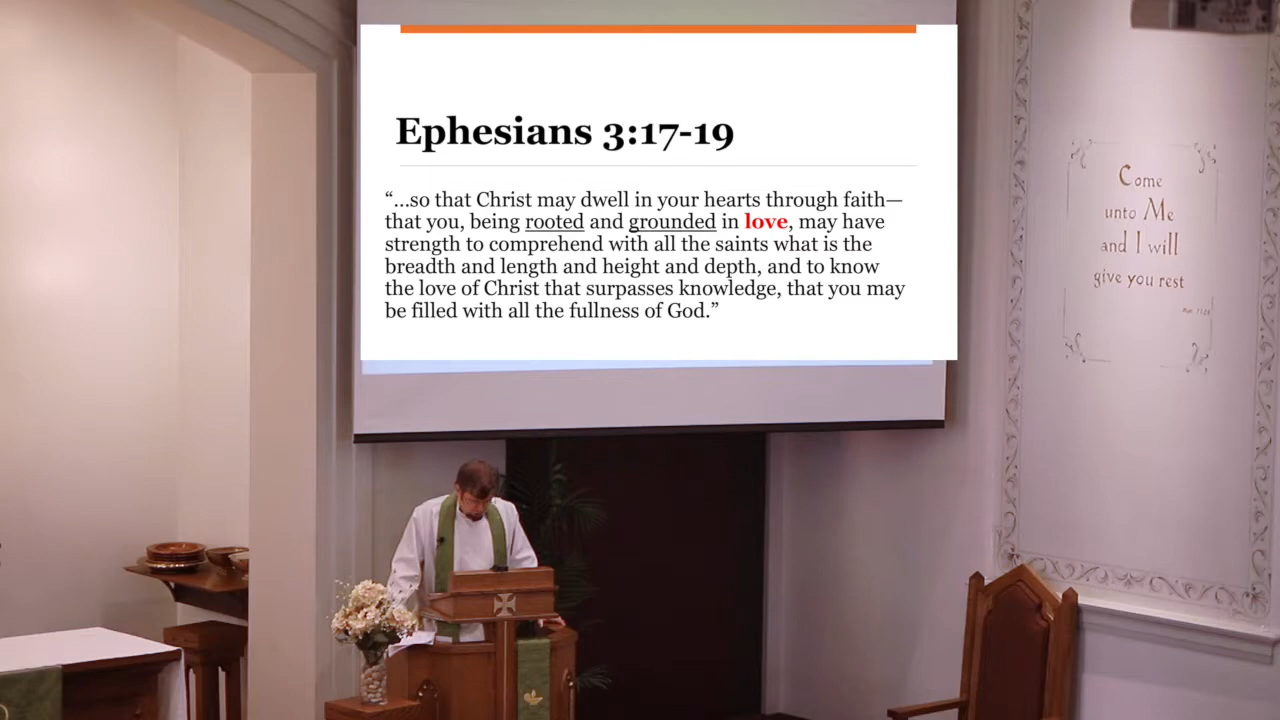 Ephesians 3:17-19
“...so that Christ may dwell in your hearts through faith—
that you, being rooted and grounded in love, may have
strength to comprehend with all the saints what is the
breadth and length and height and depth, and to know
the love of Christ that surpasses knowledge, that you may
be filled with all the fullness of God.”
Come
unto Me
and I will
give you rest